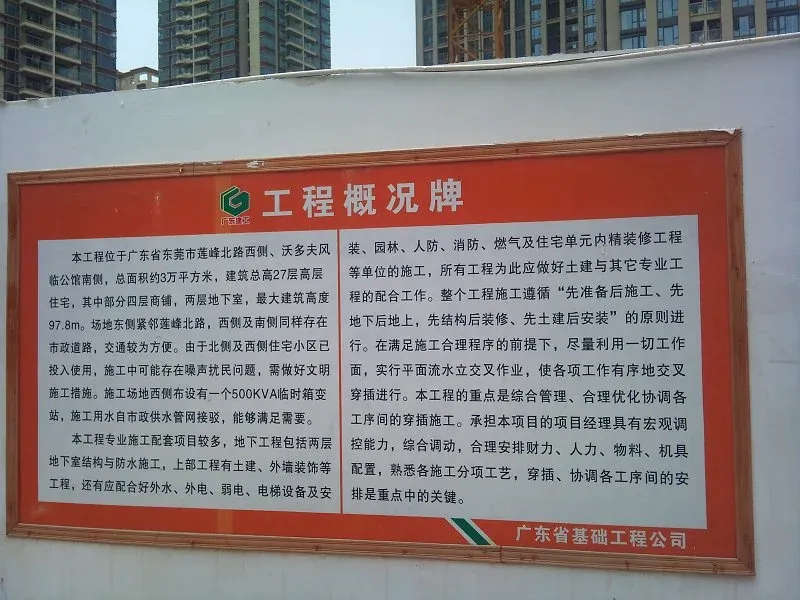 广东建工
工程概况牌
本工程位于广东省东莞市莲峰北路西侧、沃多夫风
临公馆南侧，总面积约3万平方米，建筑总高27层高层
住宅，其中部分四层商铺，两层地下室，最大建筑高度
97.8m。场地东侧紧邻莲峰北路，西侧及南侧同样存在
市政道路，交通较为方便。由于北侧及西侧住宅小区已
投入使用，施工中可能存在噪声扰民问题，需做好文明
施工措施。施工场地西侧布设有一个500KVA临时箱变
站，施工用水自市政供水管网接驳，能够满足需要。
本工程专业施工配套项目较多，地下工程包括两层
地下室结构与防水施工，上部工程有土建、外墙装饰等
工程，还有应配合好外水、外电、弱电、电梯设备及安
装、园林、人防、消防、燃气及住宅单元内精装修工程
等单位的施工，所有工程为此应做好土建与其它专业工
程的配合工作。整个工程施工遵循“先准备后施工、先
地下后地上，先结构后装修、先土建后安装”的原则进
行。在满足施工合理程序的前提下，尽量利用一切工作
面，实行平面流水立交叉作业，使各项工作有序地交叉
穿插进行。本工程的重点是综合管理、合理优化协调各
工序间的穿插施工。承担本项目的项目经理具有宏观调
控能力，综合调动，合理安排财力、人力、物料、机具
配置，熟悉各施工分项工艺，穿插、协调各工序间的安
排是重点中的关键。
广东省基础工程公司